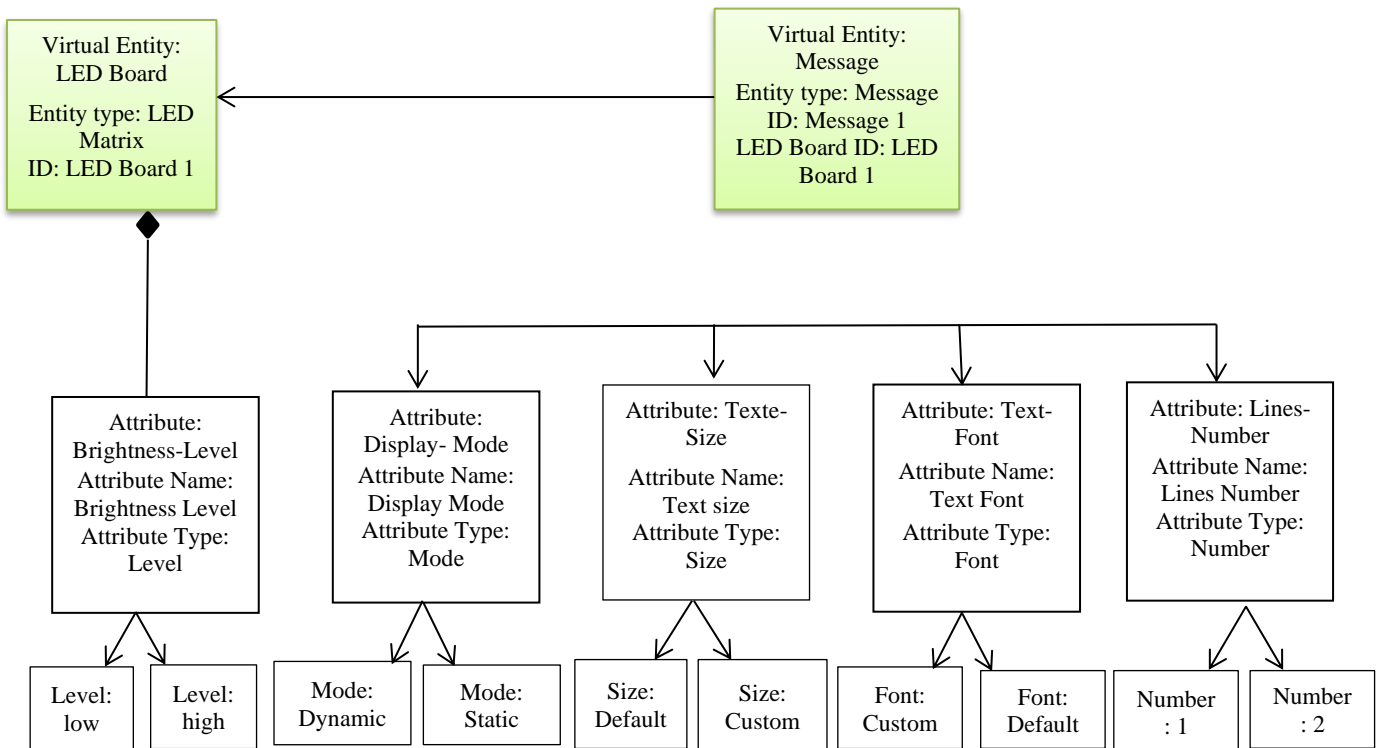 Virtual Entity:
LED Board
Entity type: LED
Matrix
ID: LED Board 1
Virtual Entity:
Message
Entity type: Message
ID: Message 1
LED Board ID: LED
Board 1
Attribute:
Brightness-Level
Attribute Name:
Brightness Level
Attribute Type:
Level
Attribute:
Display- Mode
Attribute Name:
Display Mode
Attribute Type:
Mode
Attribute: Texte-
Size
Attribute Name:
Text size
Attribute Type:
Size
Attribute: Text-
Font
Attribute Name:
Text Font
Attribute Type:
Font
Attribute: Lines-
Number
Attribute Name:
Lines Number
Attribute Type:
Number
Level:
low
Level:
high
Mode:
Dynamic
Mode:
Static
Size:
Default
Size:
Custom
Font:
Custom
Font:
Default
Number
: 1
Number
: 2